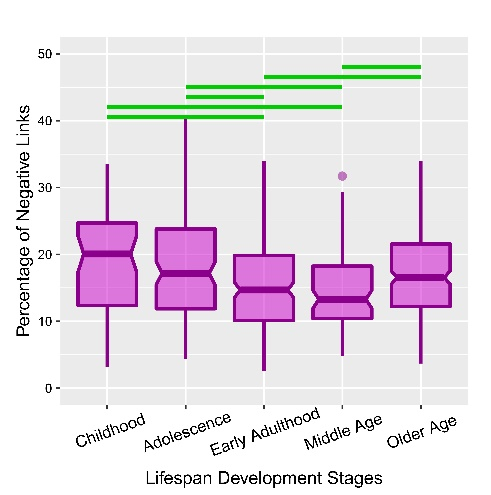 Percentage of Negative Links
50
40
30
20
10
0
Childhood
Adolescence
Early Adulthood
Middle Age
Older Age
Lifespan Development Stages